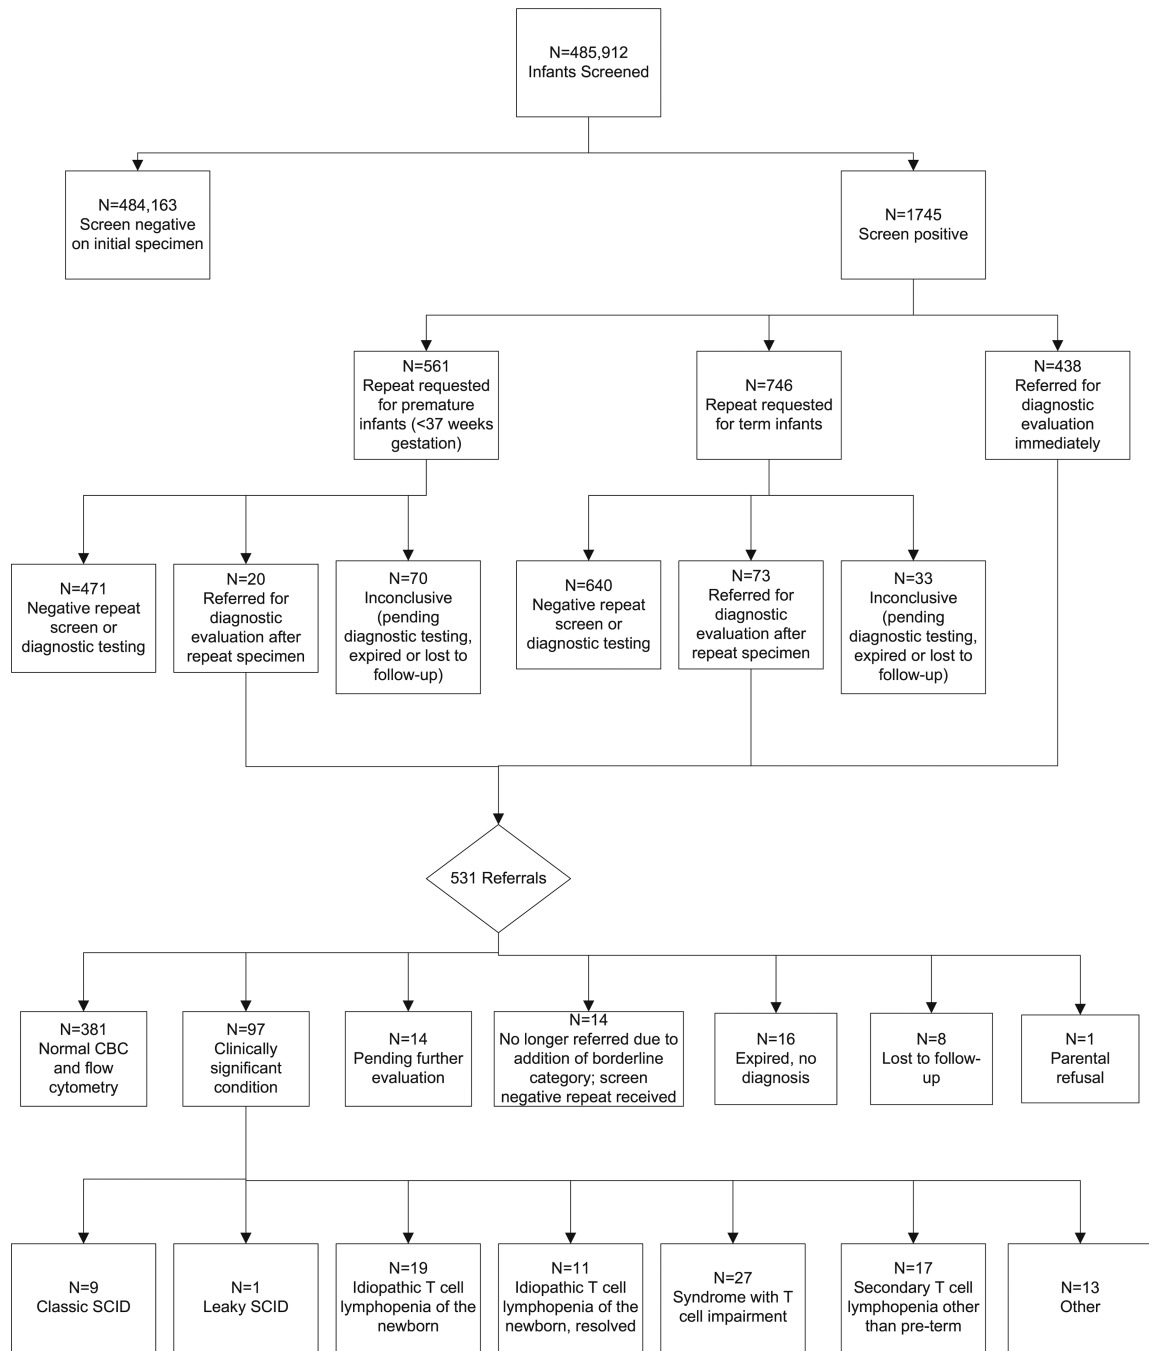 N=485,912
Infants Screened
N=484,163
Screen negative
on initial specimen
N=1745
Screen positive
N=561
Repeat requested
for premature
infants (<37 weeks
gestation)
N=746
Repeat requested
for term infants
N=438
Referred for
diagnostic
evaluation
immediately
N=471
Negative repeat
screen or
diagnostic testing
N=20
Referred for
diagnostic
evaluation after
repeat specimen
N=70
Inconclusive
(pending
diagnostic testing,
expired or lost to
follow-up)
N=640
Negative repeat
screen or
diagnostic testing
N=73
Referred for
diagnostic
evaluation after
repeat specimen
N=33
Inconclusive
(pending
diagnostic testing,
expired or lost to
follow-up)
531 Referrals
N=381
Normal CBC
and flow
cytometry
N=97
Clinically
significant
condition
N=14
Pending further
evaluation
N=14
No longer referred due to
addition of borderline
category; screen
negative repeat received
N=16
Expired, no
diagnosis
N=8
Lost to follow-
up
N=1
Parental
refusal
N=9
Classic SCID
N=1
Leaky SCID
N=19
Idiopathic T cell
lymphopenia of the
newborn
N=11
Idiopathic T cell
lymphopenia of the
newborn, resolved
N=27
Syndrome with T
cell impairment
N=17
Secondary T cell
lymphopenia other
than pre-term
N=13
Other